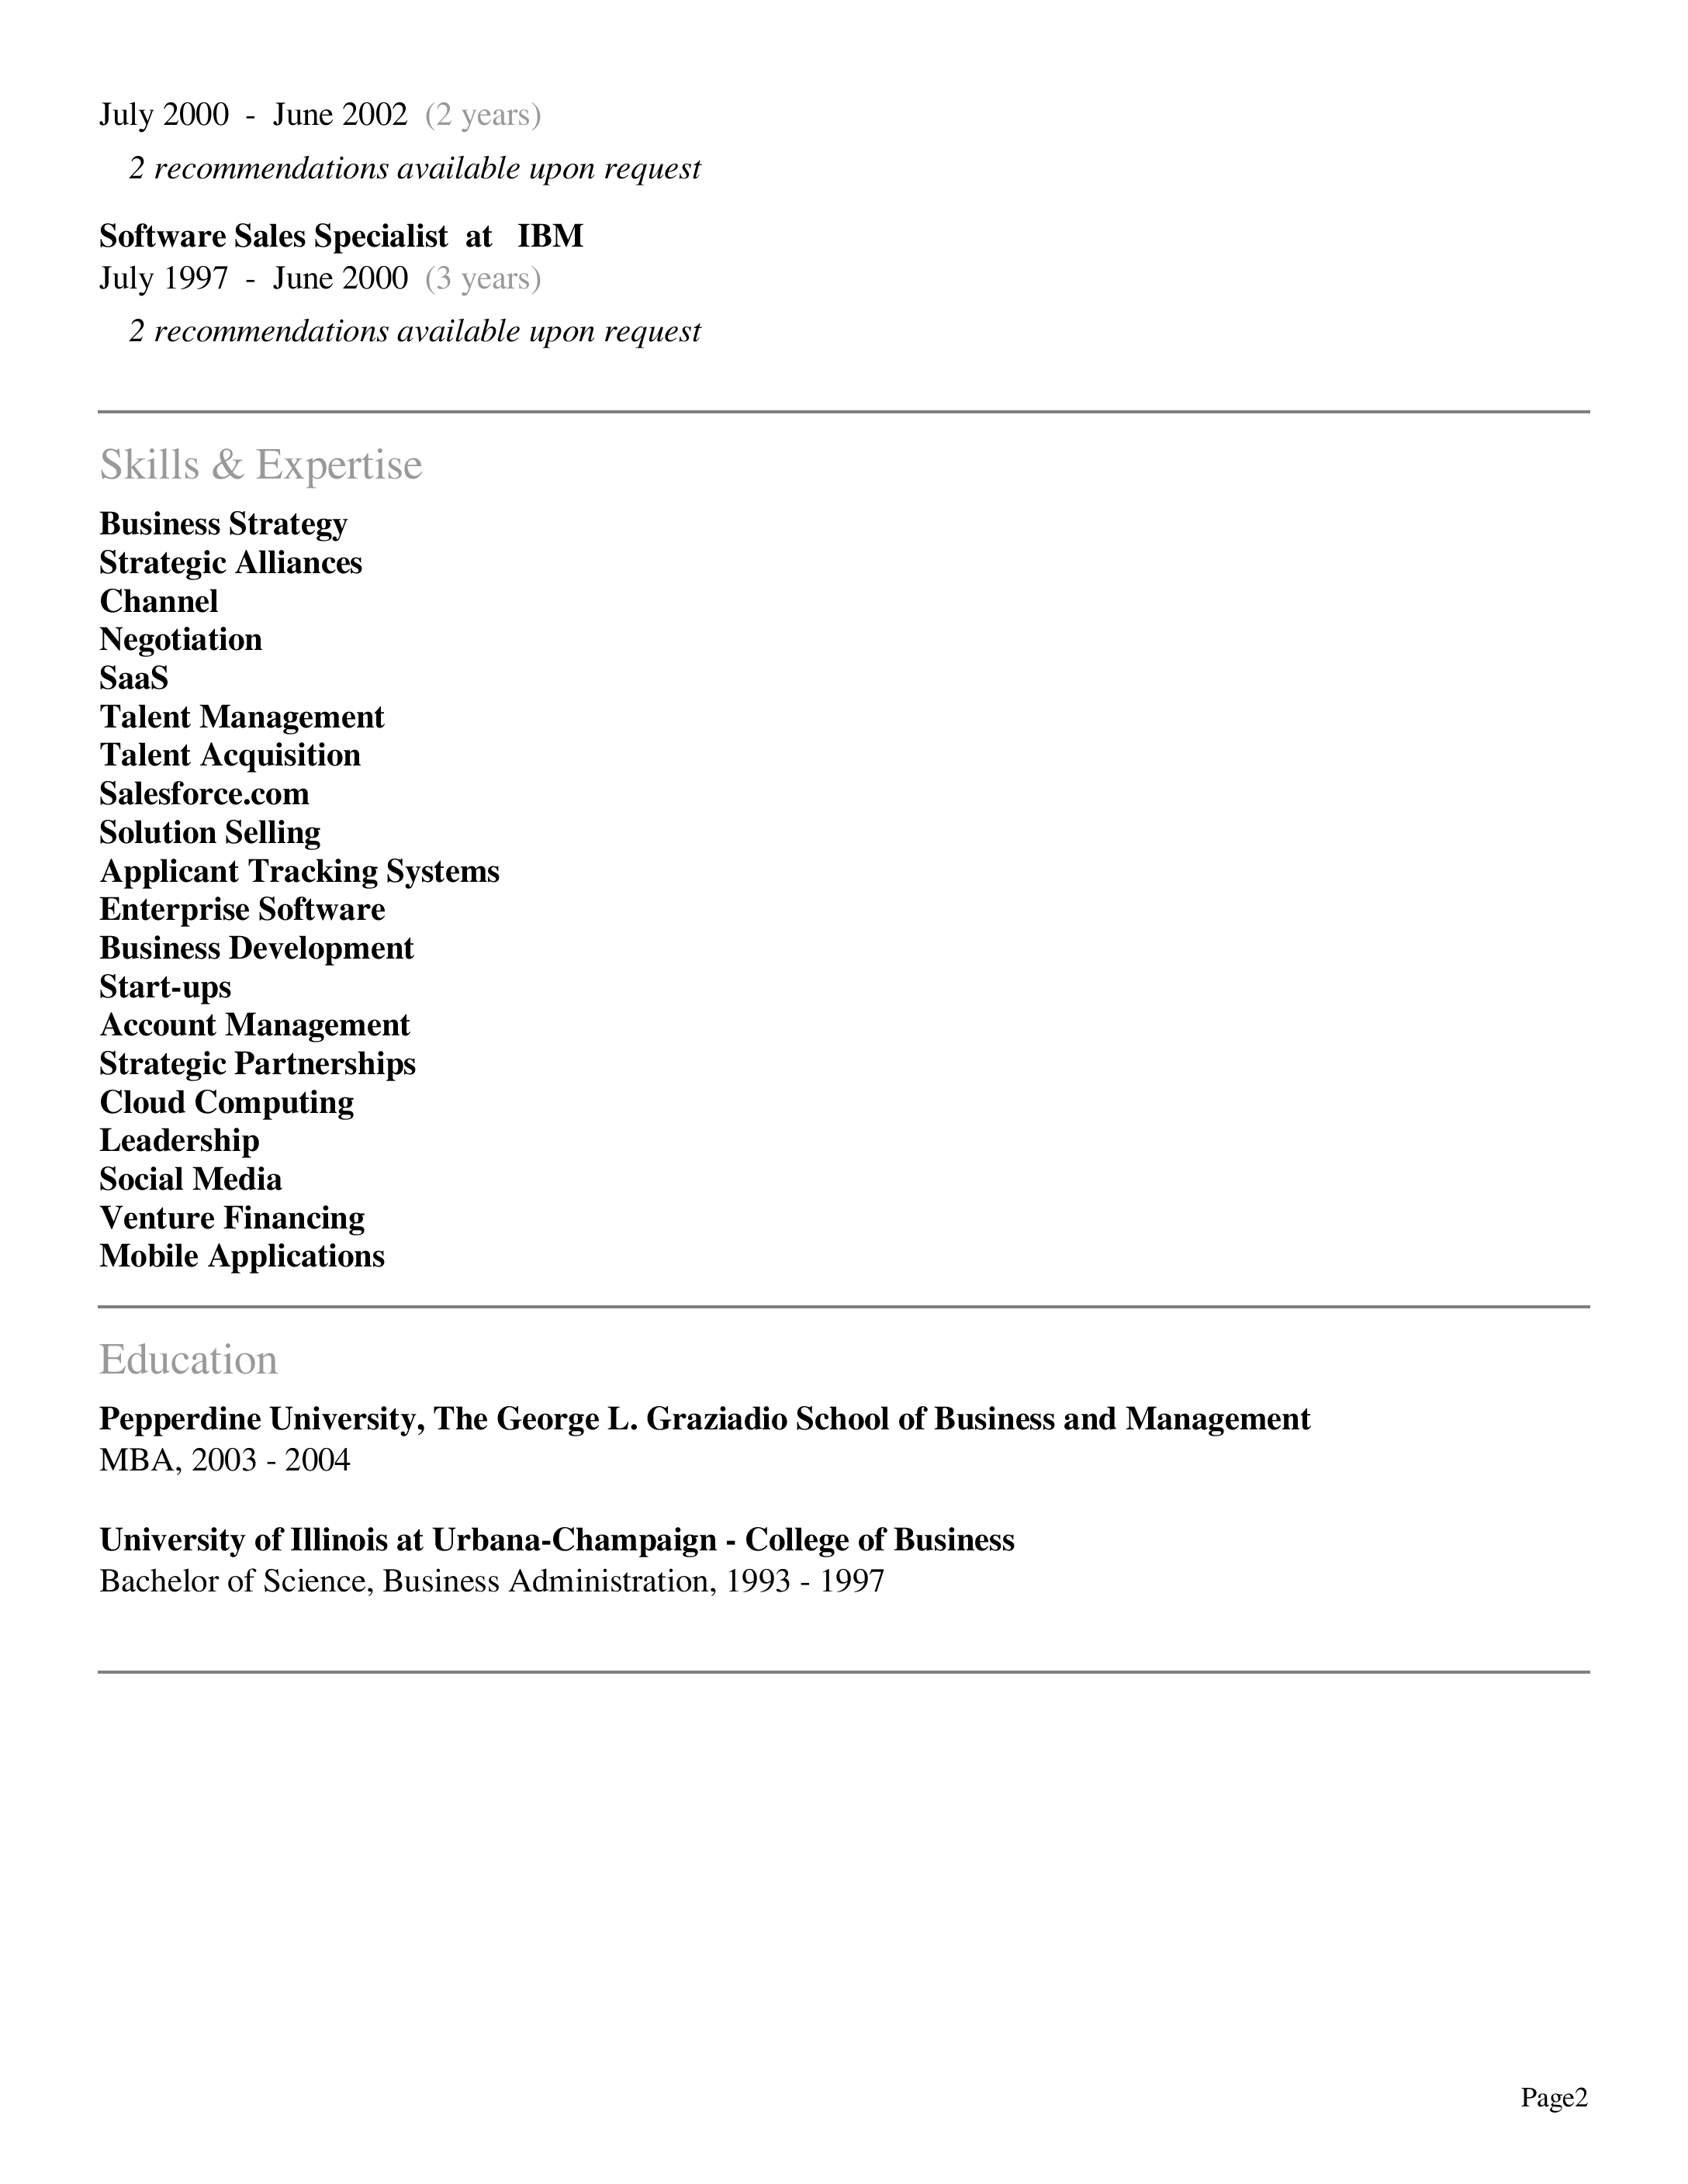 July 2000 - June 2002 (2 years)
2 recommendations available upon request
Software Sales Specialist at IBM
July 1997 - June 2000 (3 years)
2 recommendations available upon request
Skills & Expertise
Business Strategy
Strategic Alliances
Channel
Negotiation
SaaS
Talent Management
Talent Acquisition
Salesforce.com
Solution Selling
Applicant Tracking Systems
Enterprise Software
Business Development
Start-ups
Account Management
Strategic Partnerships
Cloud Computing
Leadership
Social Media
Venture Financing
Mobile Applications
Education
Pepperdine University, The George L. Graziadio School of Business and Management
MBA, 2003 - 2004
University of Illinois at Urbana-Champaign - College of Business
Bachelor of Science, Business Administration, 1993 - 1997
Page2